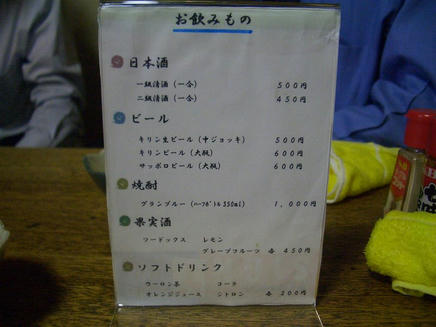 お飲みもの
日本酒
一級清酒（一合） 500円
二級清酒（一合） 450円
ビール
キリン生ビール（中ジョッキ） 500円
キリンビール（大瓶） 600円
サッポロビール（大瓶） 600円
焼酎
グランブルー（ハーフボトル350ml） 1,000円
果実酒
ツードックス レモン
グレープフルーツ 各 450円
ソフトドリンク
ウーロン茶 コーラ
オレンジジュース シトロン 各 200円